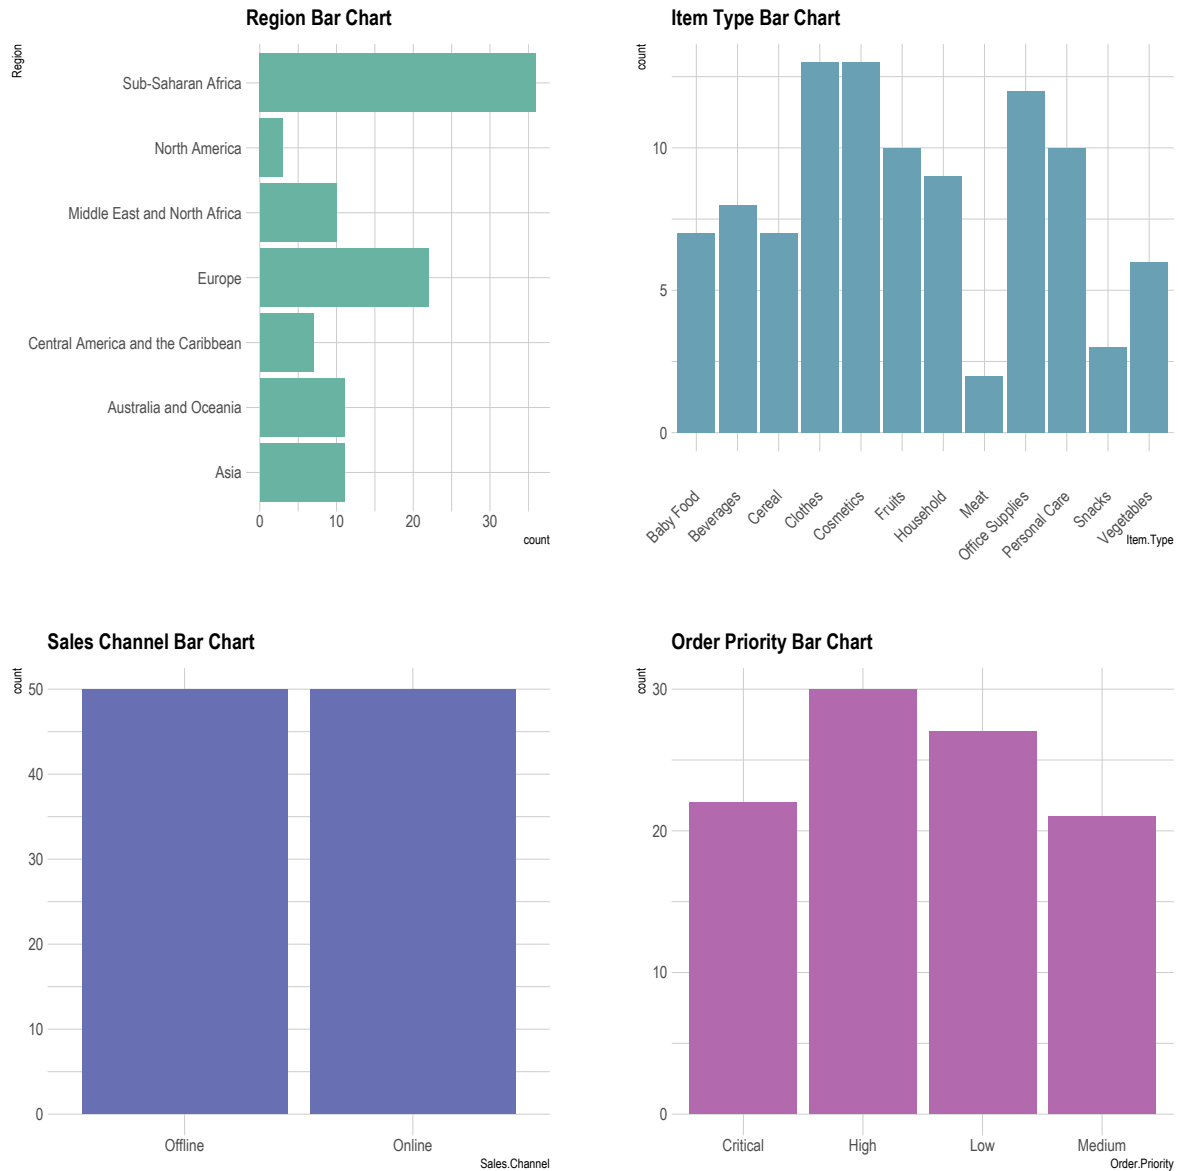 Region Bar Chart
Region
Sub-Saharan Africa
North America
Middle East and North Africa
Europe
Central America and the Caribbean
Australia and Oceania
Asia
0 10 20 30
count
Item Type Bar Chart
count
10
5
0
Baby Food Beverages Cereal Clothes Cosmetics Fruits Household Meat Office Supplies Personal Care Snacks Vegetables
Item.Type
Sales Channel Bar Chart
count
50
40
30
20
10
0
Offline Online
Sales.Channel
Order Priority Bar Chart
count
30
20
10
0
Critical High Low Medium
Order.Priority